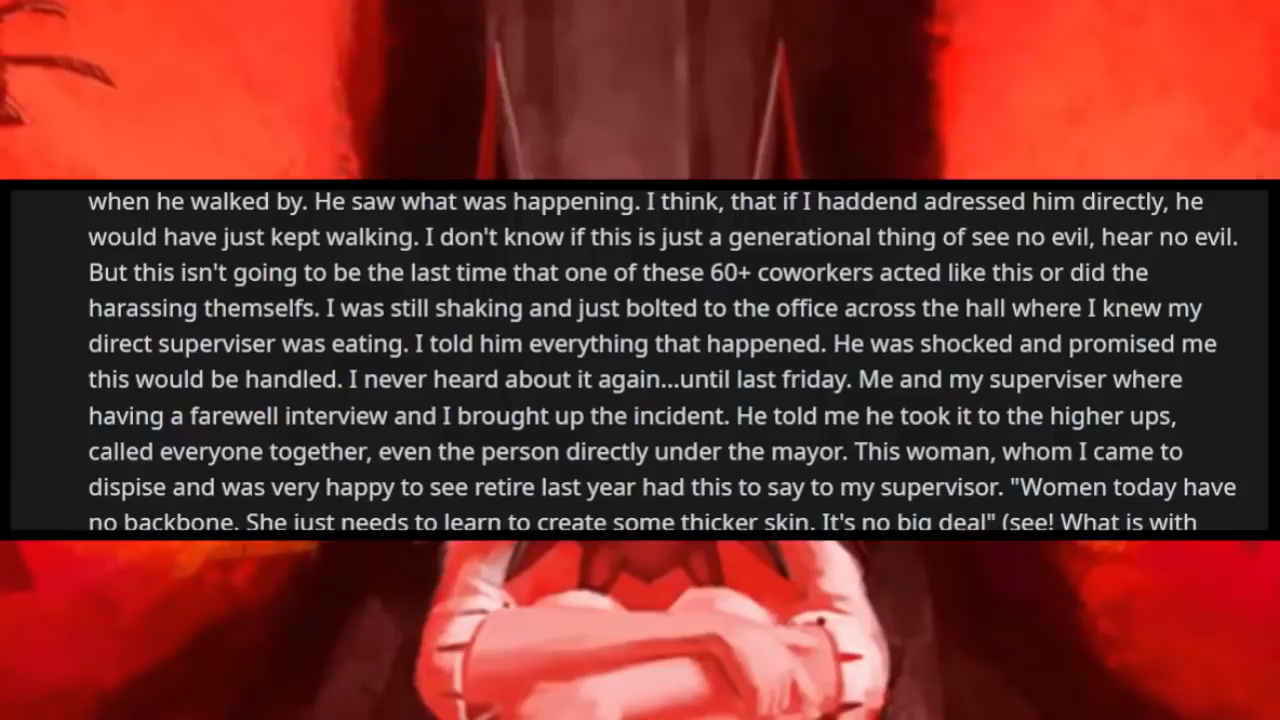 when he walked by. He saw what was happening. I think, that if I haddend adressed him directly, he
would have just kept walking. I don't know if this is just a generational thing of see no evil, hear no evil.
But this isn't going to be the last time that one of these 60+ coworkers acted like this or did the
harassing themselfs. I was still shaking and just bolted to the office across the hall where I knew my
direct superviser was eating. I told him everything that happened. He was shocked and promised me
this would be handled. I never heard about it again...until last friday. Me and my superviser where
having a farewell interview and I brought up the incident. He told me he took it to the higher ups,
called everyone together, even the person directly under the mayor. This woman, whom I came to
dispise and was very happy to see retire last year had this to say to my supervisor. "Women today have
no backbone. She just needs to learn to create some thicker skin. It's no big deal" (see! What is with